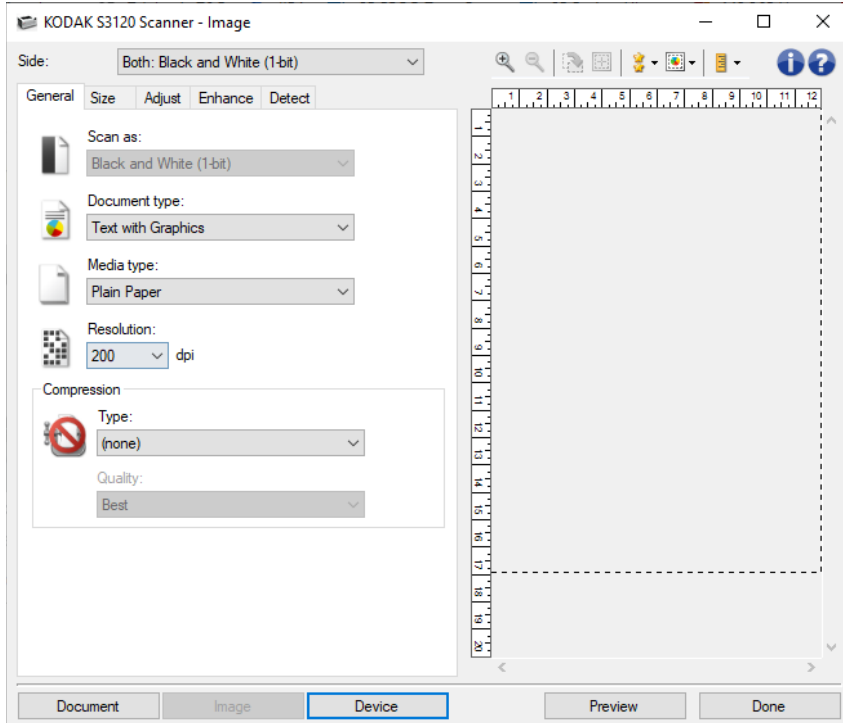 KODAK S3120 Scanner - Image
Side: Both: Black and White (1-bit)
General Size Adjust Enhance Detect
Scan as:
Black and White (1-bit)
Document type:
Text with Graphics
Media type:
Plain Paper
Resolution:
200 dpi
Compression
Type:
(none)
Quality:
Best
1 2 3 4 5 6 7 8 9 10 11 12
1
2
3
4
5
6
7
8
9
10
11
12
13
14
15
16
17
18
19
20
Document Image Device Preview Done